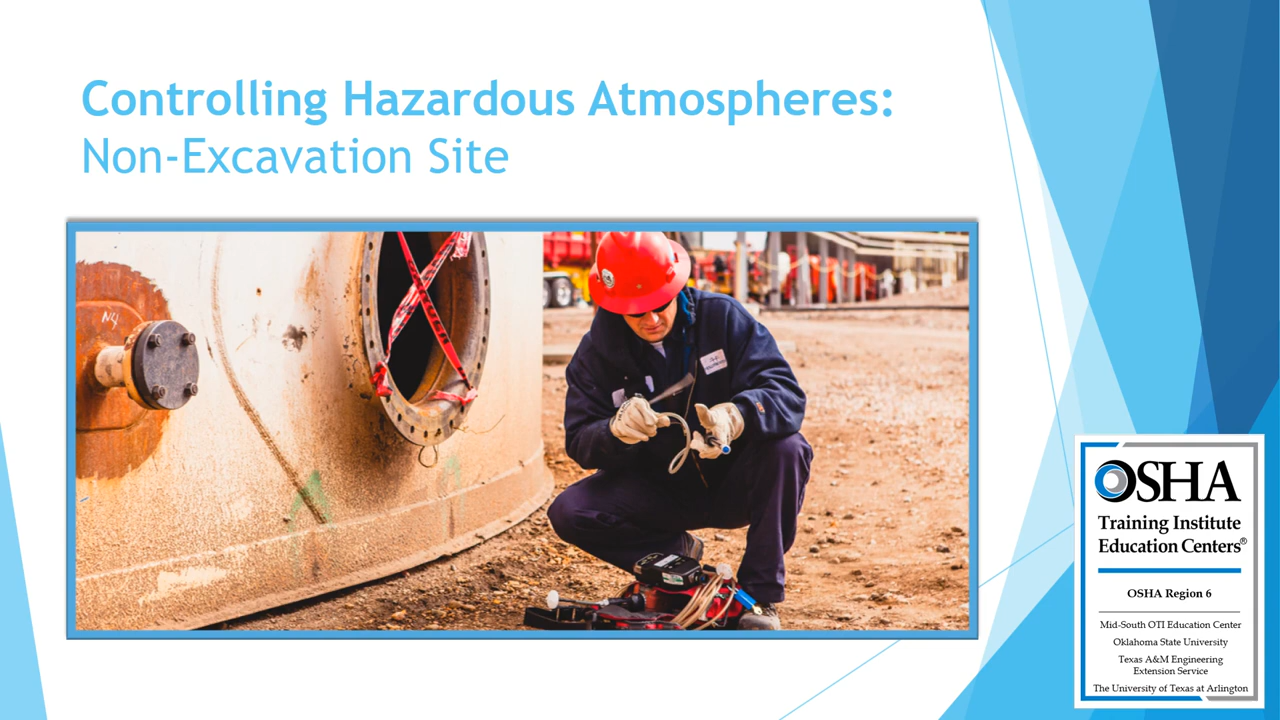 Controlling Hazardous Atmospheres:
Non-Excavation Site
N4
OSHA
Training Institute
Education Centers®
OSHA Region 6
Mid-South OTI Education Center
Oklahoma State University
Texas A&M Engineering
Extension Service
The University of Texas at Arlington